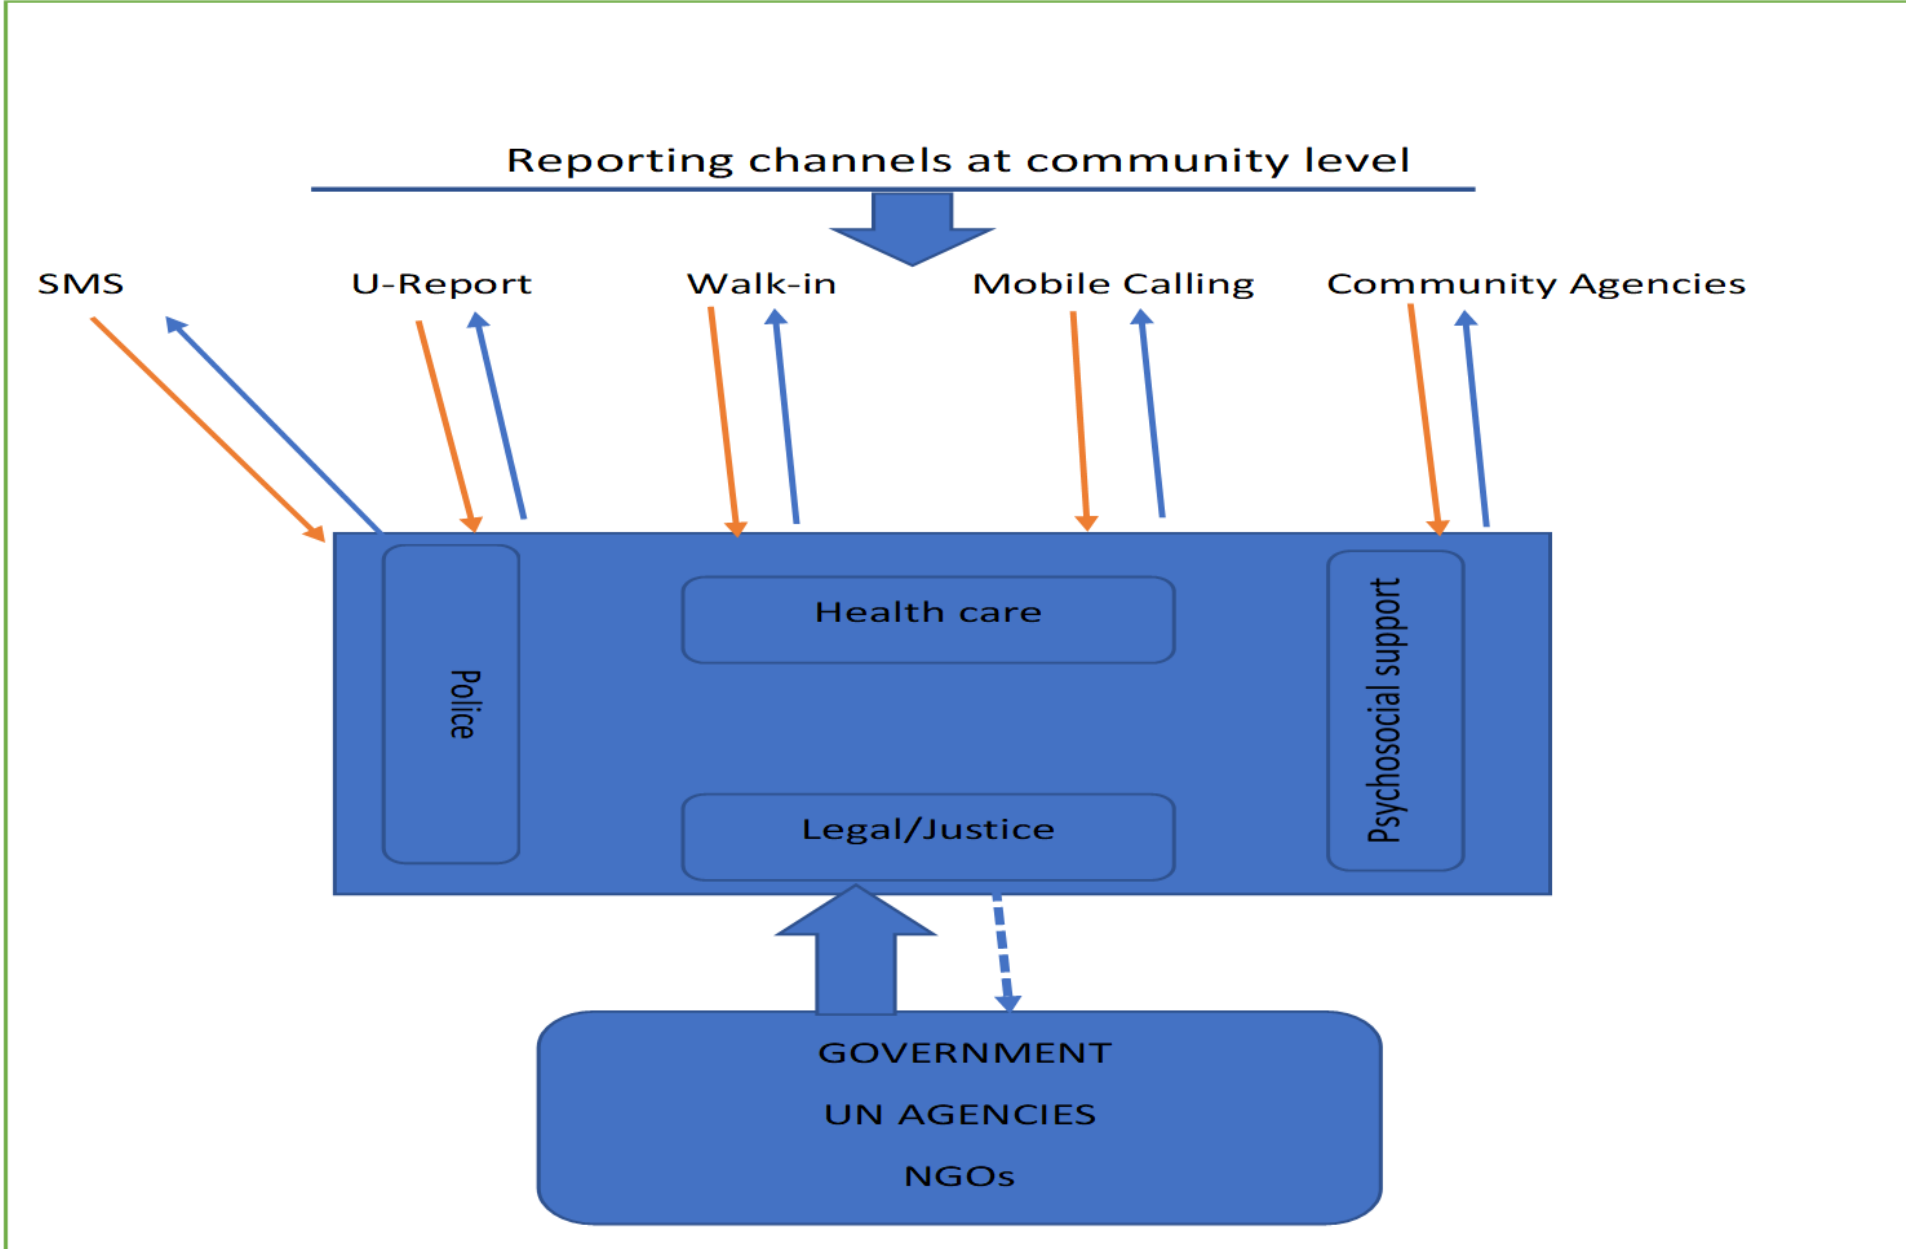 Reporting channels at community level
SMS
U-Report
Walk-in
Mobile Calling
Community Agencies
Police
Health care
Psychosocial support
Legal/Justice
GOVERNMENT
UN AGENCIES
NGOs